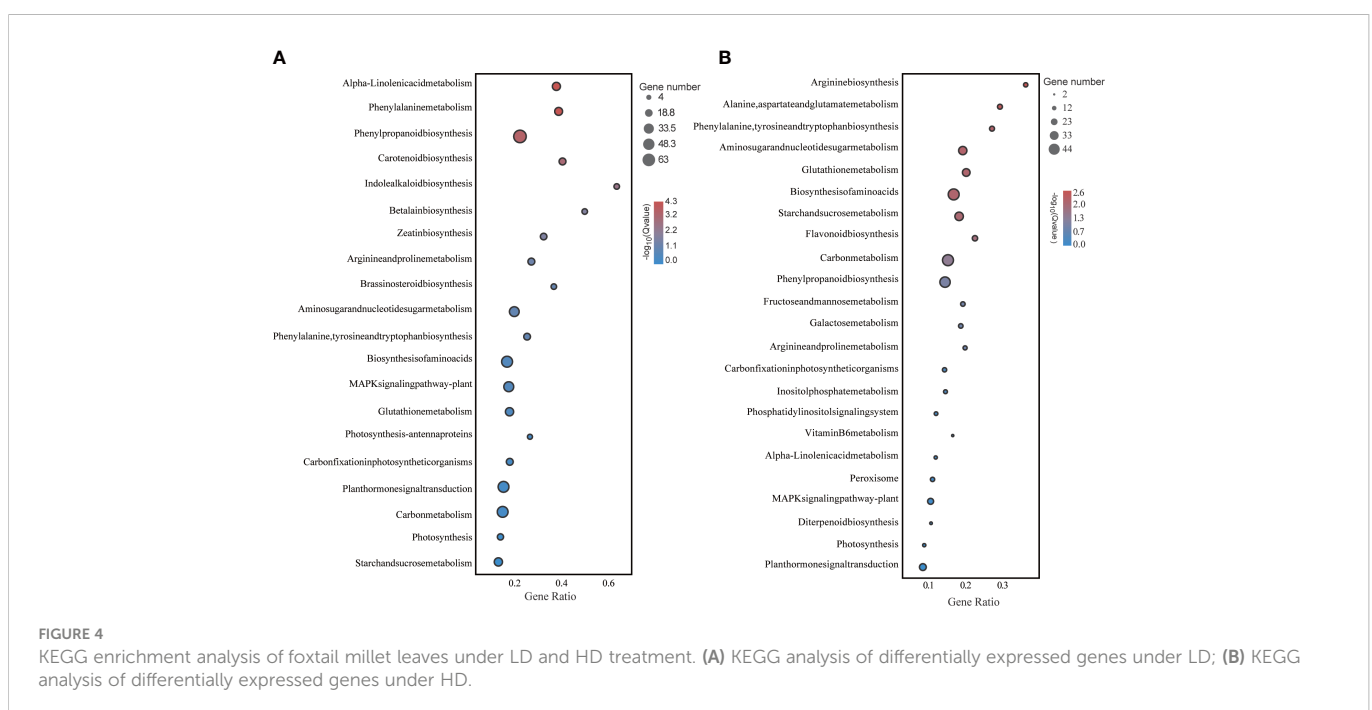 A
Alpha-Linolenicacidmetabolism
Phenylalaninemetabolism
Phenylpropanoidbiosynthesis
Carotenoidbiosynthesis
Indolealkaloidbiosynthesis
Betalainbiosynthesis
Zeatinbiosynthesis
Arginineandprolinemetabolism
Brassinosteroidbiosynthesis
Aminosugarandnucleotidesugarmetabolism
Phenylalanine,tyrosineandtryptophanbiosynthesis
Biosynthesisofaminoacids
MAPKsignalingpathway-plant
Glutathionemetabolism
Photosynthesis-antennaproteins
Carbonfixationinphotosyntheticorganisms
Planthormonesignaltransduction
Carbonmetabolism
Photosynthesis
Starchandsucrosemetabolism
0.2 0.4 0.6
Gene Ratio
Gene number
4
18.8
33.5
48.3
63
-log10(Qvalue)
4.3
3.2
2.2
1.1
0.0
B
Argininebiosynthesis
Alanine,aspartateandglutamatemetabolism
Phenylalanine,tyrosineandtryptophanbiosynthesis
Aminosugarandnucleotidesugarmetabolism
Glutathionemetabolism
Biosynthesisofaminoacids
Starchandsucrosemetabolism
Flavonoidbiosynthesis
Carbonmetabolism
Phenylpropanoidbiosynthesis
Fructoseandmannosemetabolism
Galactosemetabolism
Arginineandprolinemetabolism
Carbonfixationinphotosyntheticorganisms
Inositolphosphatemetabolism
Phosphatidylinositolsignalingsystem
VitaminB6metabolism
Alpha-Linolenicacidmetabolism
Peroxisome
MAPKsignalingpathway-plant
Diterpenoidbiosynthesis
Photosynthesis
Planthormonesignaltransduction
0.1 0.2 0.3
Gene Ratio
Gene number
2
12
23
33
44
-log10(Qvalue )
2.6
2.0
1.3
0.7
0.0
FIGURE 4
KEGG enrichment analysis of foxtail millet leaves under LD and HD treatment. (A) KEGG analysis of differentially expressed genes under LD; (B) KEGG
analysis of differentially expressed genes under HD.